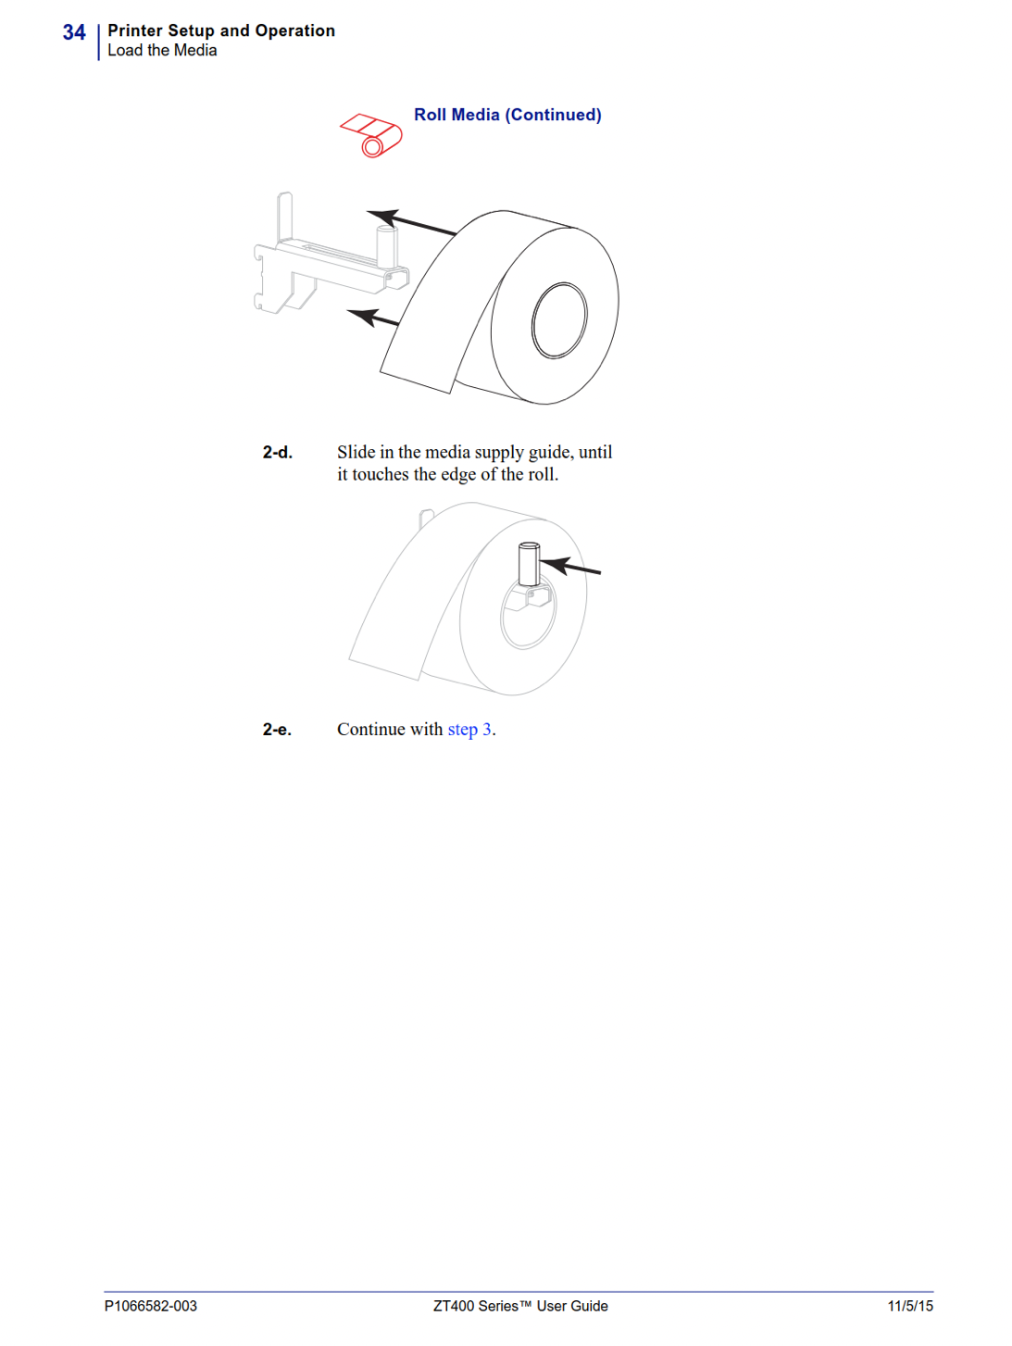 34
Printer Setup and Operation
Load the Media
Roll Media (Continued)
2-d. Slide in the media supply guide, until
it touches the edge of the roll.
2-e. Continue with step 3.
P1066582-003 ZT400 Series™ User Guide 11/5/15